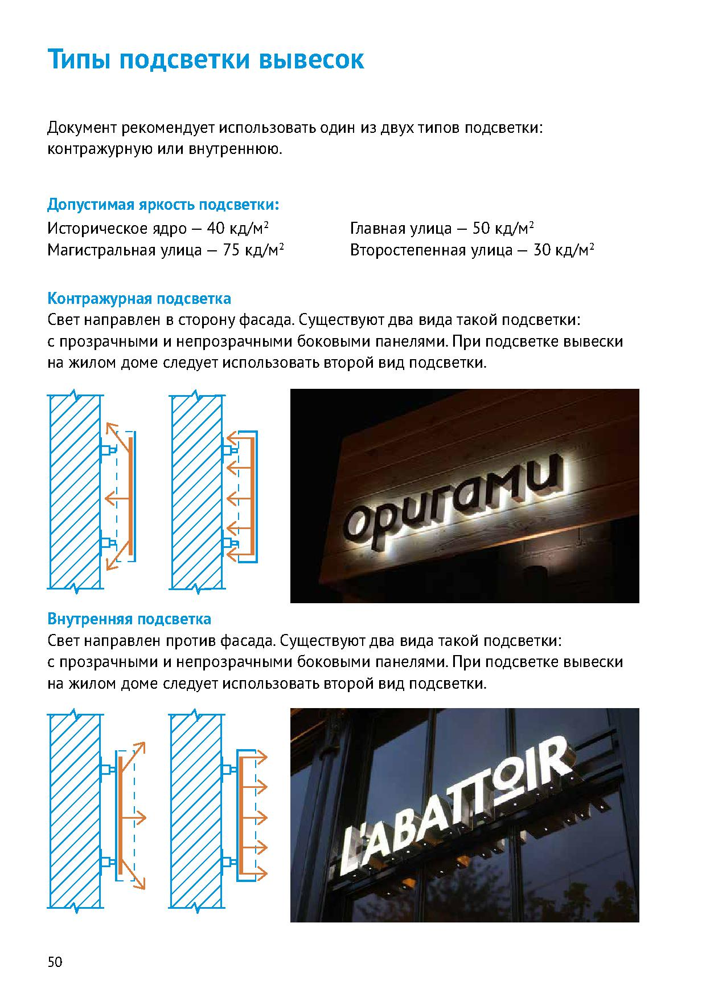 Типы подсветки вывесок
Документ рекомендует использовать один из двух типов подсветки:
контражурную или внутреннюю.
Допустимая яркость подсветки:
Историческое ядро — 40 кд/м²
Главная улица — 50 кд/м²
Магистральная улица — 75 кд/м²
Второстепенная улица — 30 кд/м²
Контражурная подсветка
Свет направлен в сторону фасада. Существуют два вида такой подсветки:
с прозрачными и непрозрачными боковыми панелями. При подсветке вывески
на жилом доме следует использовать второй вид подсветки.
оригами
Внутренняя подсветка
Свет направлен против фасада. Существуют два вида такой подсветки:
с прозрачными и непрозрачными боковыми панелями. При подсветке вывески
на жилом доме следует использовать второй вид подсветки.
L'ABATTOIR
50